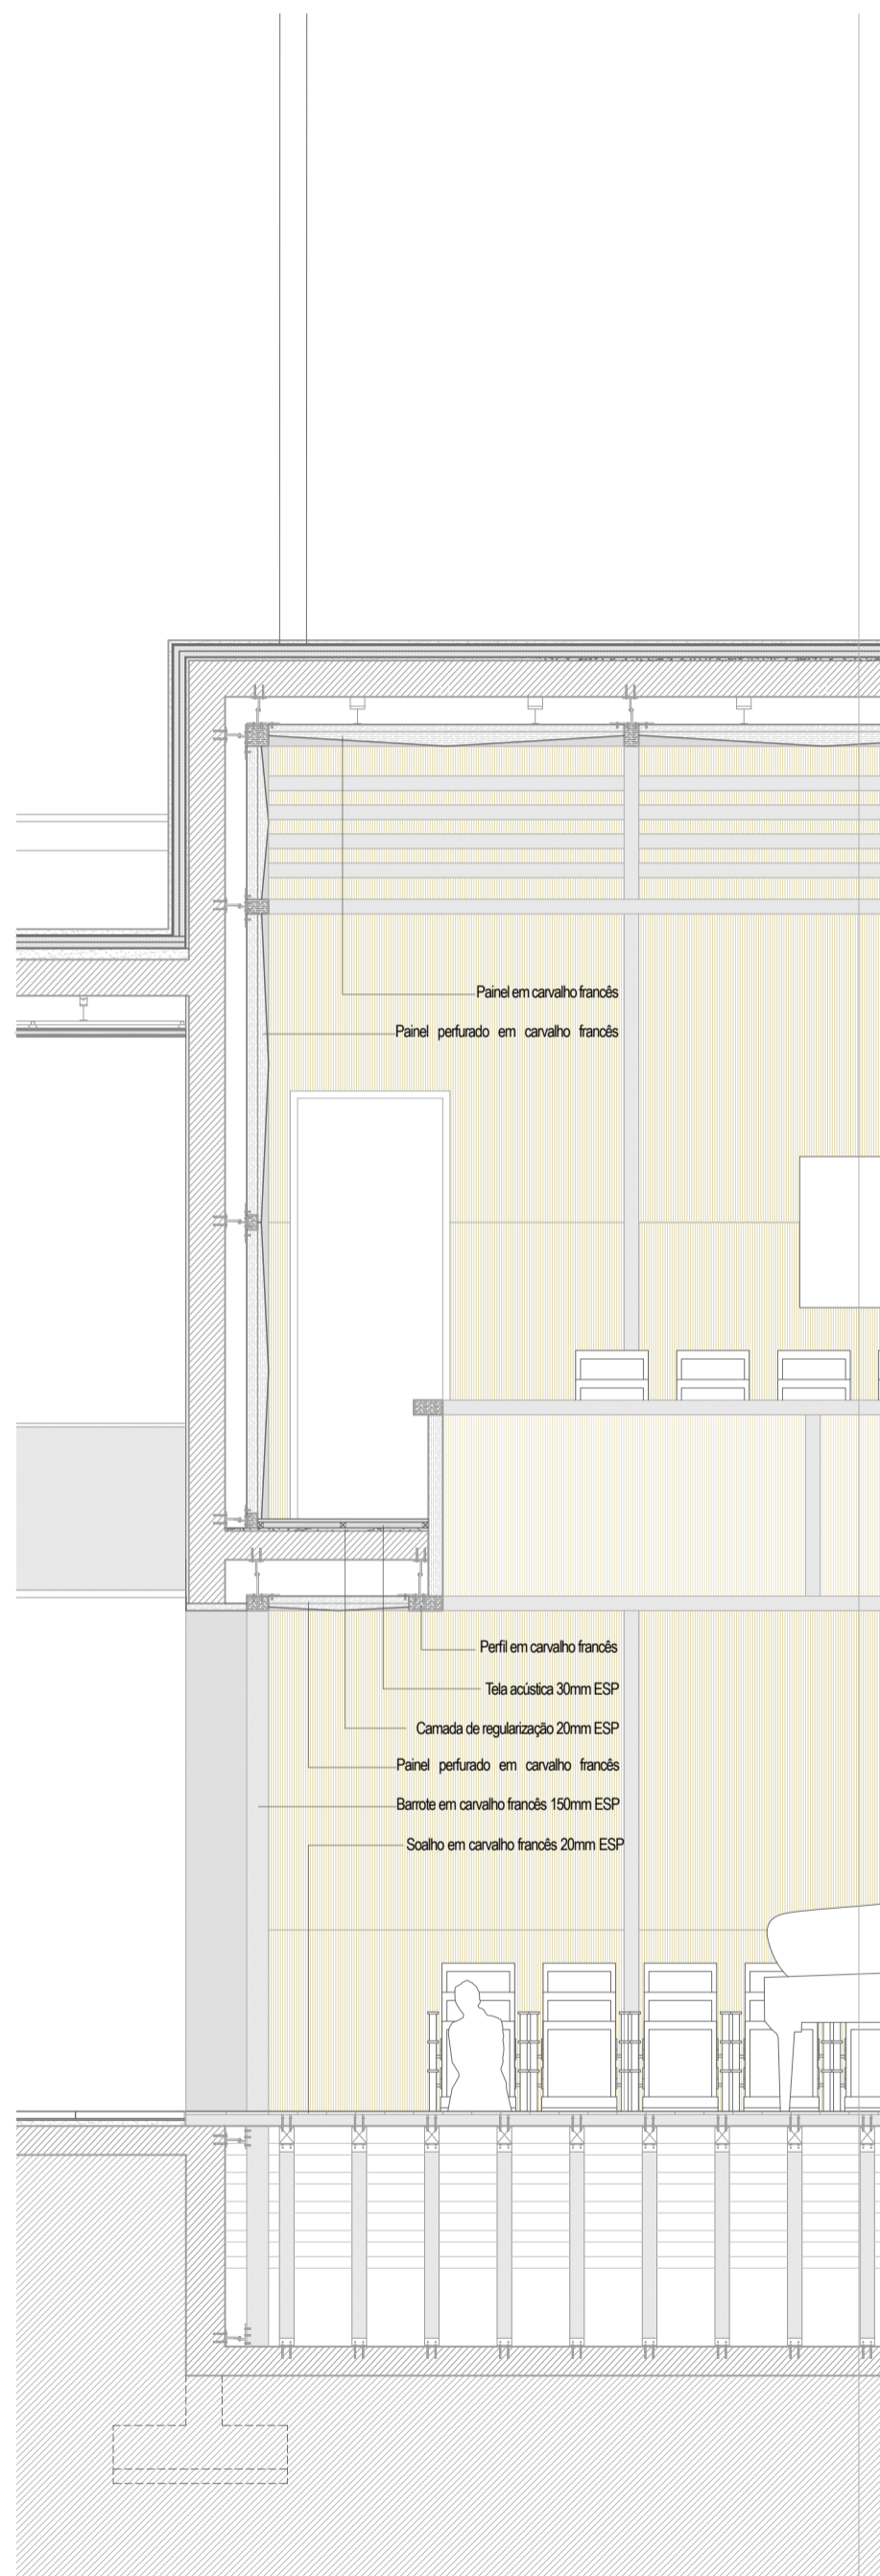 Painel em carvalho francês
Painel perfurado em carvalho francês
Perfil em carvalho francês
Tela acústica 30mm ESP
Camada de regularização 20mm ESP
Painel perfurado em carvalho francês
Barrote em carvalho francês 150mm ESP
Soalho em carvalho francês 20mm ESP